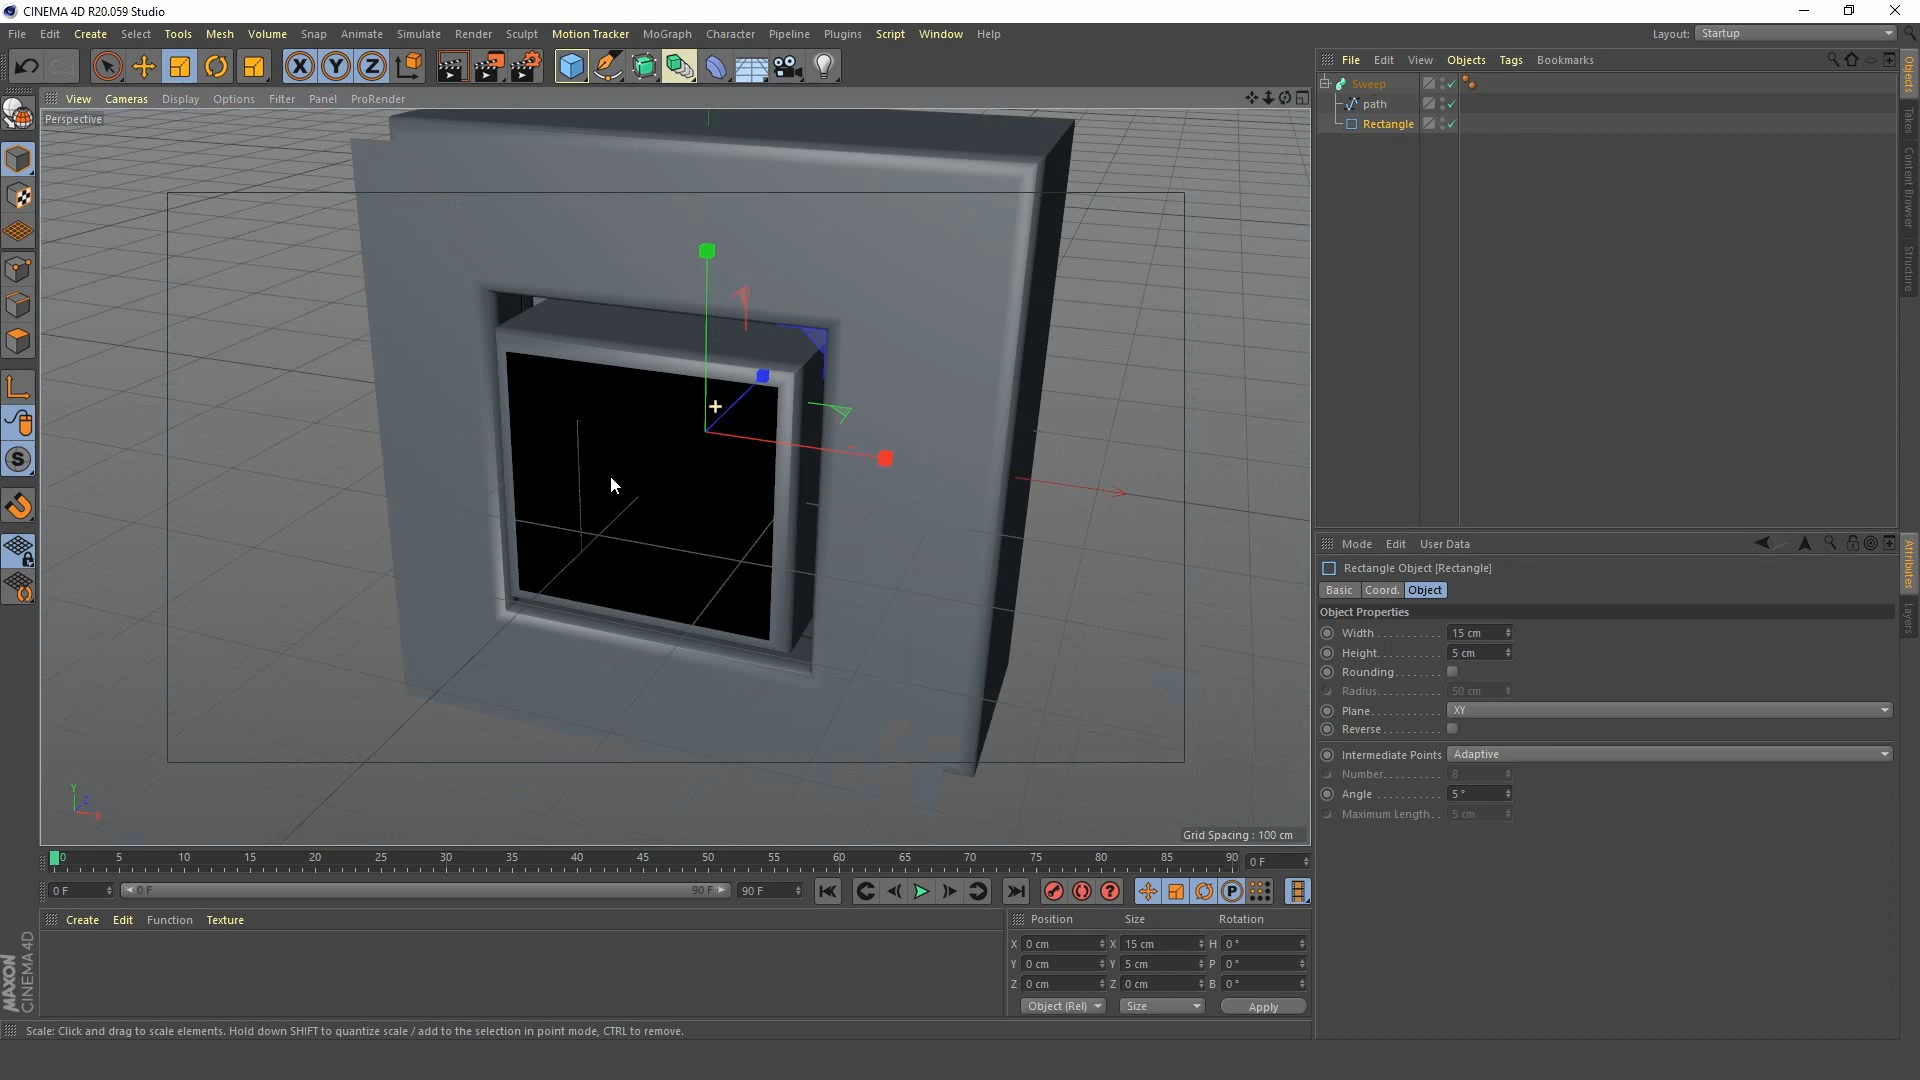 CINEMA 4D R20.059 Studio
File Edit Create Select Tools Mesh Volume Snap Animate Simulate Render Sculpt Motion Tracker MoGraph Character Pipeline Plugins Script Window Help Layout: Startup
X Y Z
File Edit View Objects Tags Bookmarks
View Cameras Display Options Filter Panel ProRender
Perspective
Sweep
path
Rectangle
Objects
Takes
Content Browser
Structure
S
Mode Edit User Data
Rectangle Object [Rectangle]
Basic Coord. Object
Object Properties
Width 15 cm
Height 5 cm
Rounding
Radius 50 cm
Plane XY
Reverse
Intermediate Points Adaptive
Number 8
Angle 5 °
Maximum Length 5 cm
Attributes
Layers
Y
Z
X
Grid Spacing : 100 cm
0 5 10 15 20 25 30 35 40 45 50 55 60 65 70 75 80 85 90 0 F
0 F 0 F 90 F 90 F P
Create Edit Function Texture
Position Size Rotation
X 0 cm X 15 cm H 0 °
Y 0 cm Y 5 cm P 0 °
Z 0 cm Z 0 cm B 0 °
Object (Rel) Size Apply
MAXON
CINEMA 4D
Scale: Click and drag to scale elements. Hold down SHIFT to quantize scale / add to the selection in point mode, CTRL to remove.